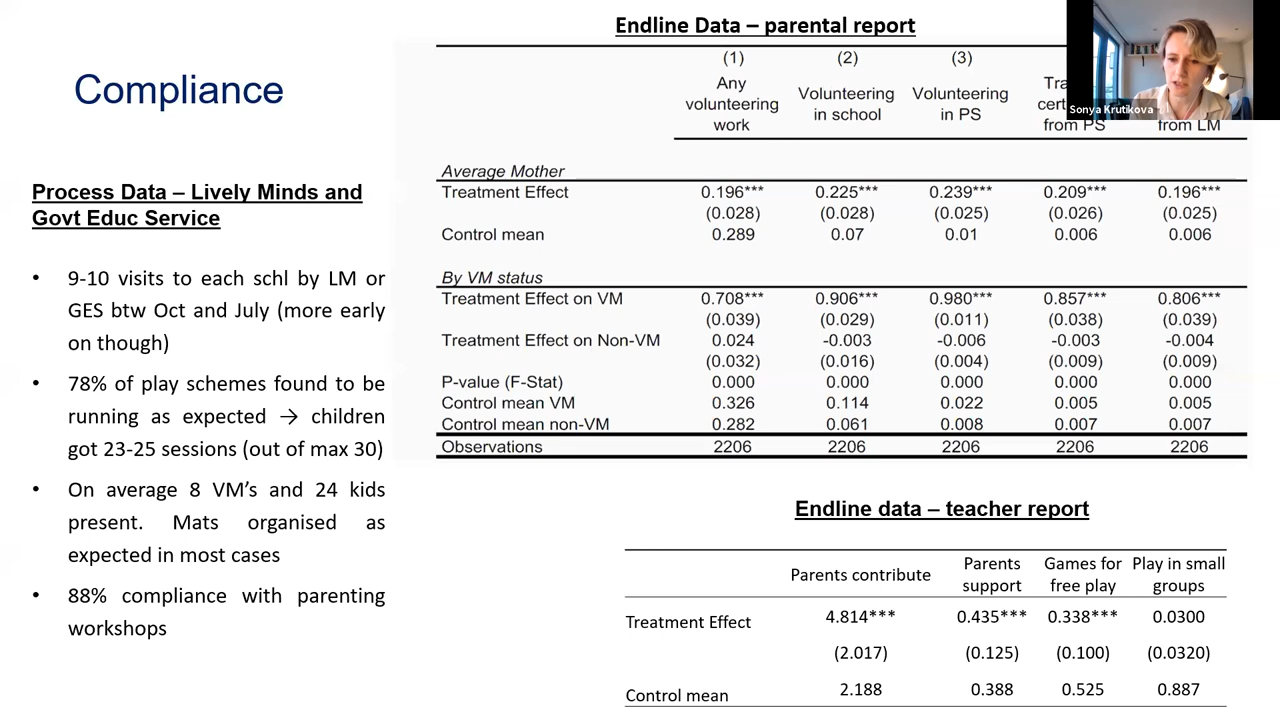 Compliance
Process Data – Lively Minds and
Govt Educ Service
• 9-10 visits to each schl by LM or
GES btw Oct and July (more early
on though)
• 78% of play schemes found to be
running as expected → children
got 23-25 sessions (out of max 30)
• On average 8 VM's and 24 kids
present. Mats organised as
expected in most cases
• 88% compliance with parenting
workshops
Endline Data – parental report
(1) (2) (3)
Any
volunteering
work
Volunteering
in school
Volunteering
in PS
from PS
from LM
Sonya Krutikova
Average Mother
Treatment Effect 0.196*** 0.225*** 0.239*** 0.209*** 0.196***
(0.028) (0.028) (0.025) (0.026) (0.025)
Control mean 0.289 0.07 0.01 0.006 0.006
By VM status
Treatment Effect on VM 0.708*** 0.906*** 0.980*** 0.857*** 0.806***
(0.039) (0.029) (0.011) (0.038) (0.039)
Treatment Effect on Non-VM 0.024 -0.003 -0.006 -0.003 -0.004
(0.032) (0.016) (0.004) (0.009) (0.009)
P-value (F-Stat) 0.000 0.000 0.000 0.000 0.000
Control mean VM 0.326 0.114 0.022 0.005 0.005
Control mean non-VM 0.282 0.061 0.008 0.007 0.007
Observations 2206 2206 2206 2206 2206
Endline data – teacher report
Parents contribute
Parents
support
Games for
free play
Play in small
groups
Treatment Effect 4.814*** 0.435*** 0.338*** 0.0300
(2.017) (0.125) (0.100) (0.0320)
Control mean 2.188 0.388 0.525 0.887